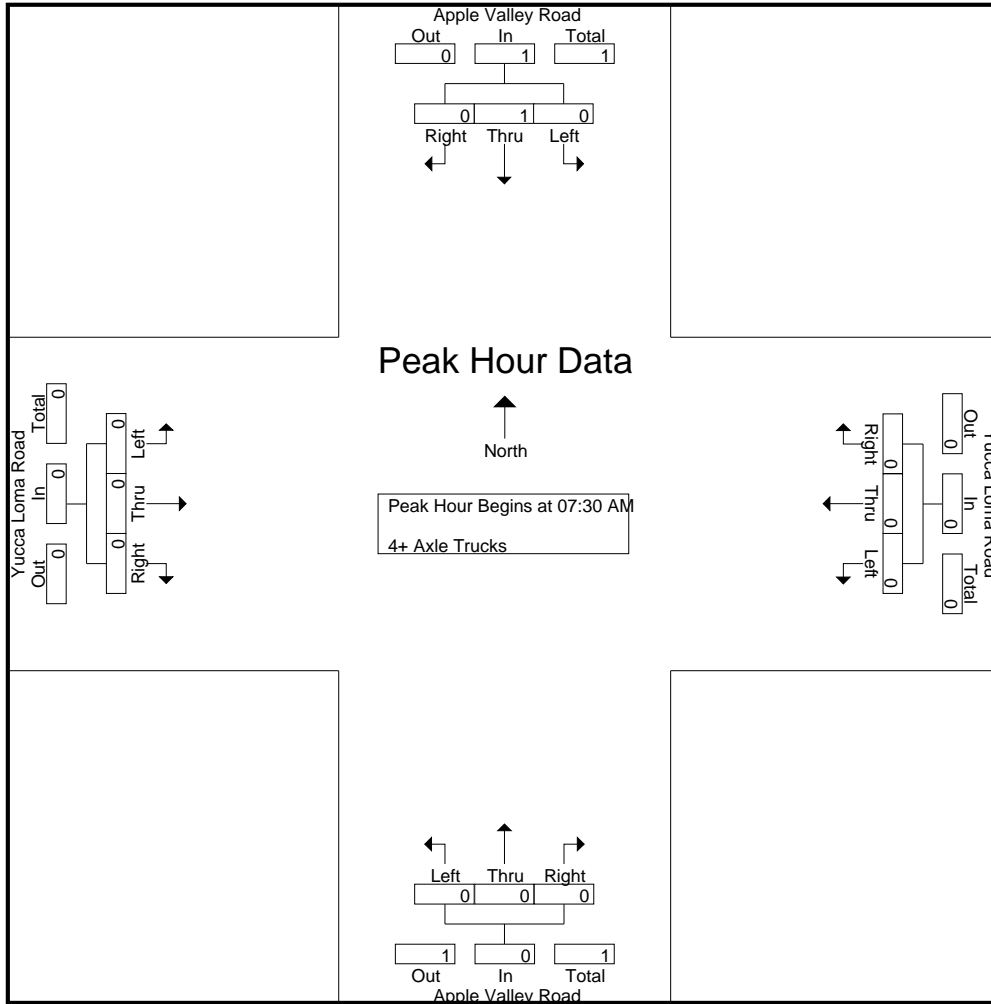 Apple Valley Road
Out In Total
0 1 1
0 1 0
Right Thru Left
Peak Hour Data
North
Peak Hour Begins at 07:30 AM
4+ Axle Trucks
Yucca Loma Road
Total In Out
0 0 0
0 0 0
Left Thru Right
Right Thru Left
0 0 0
0 0 0
Out In Total
Yucca Loma Road
Left Thru Right
0 0 0
1 0 1
Out In Total
Apple Valley Road